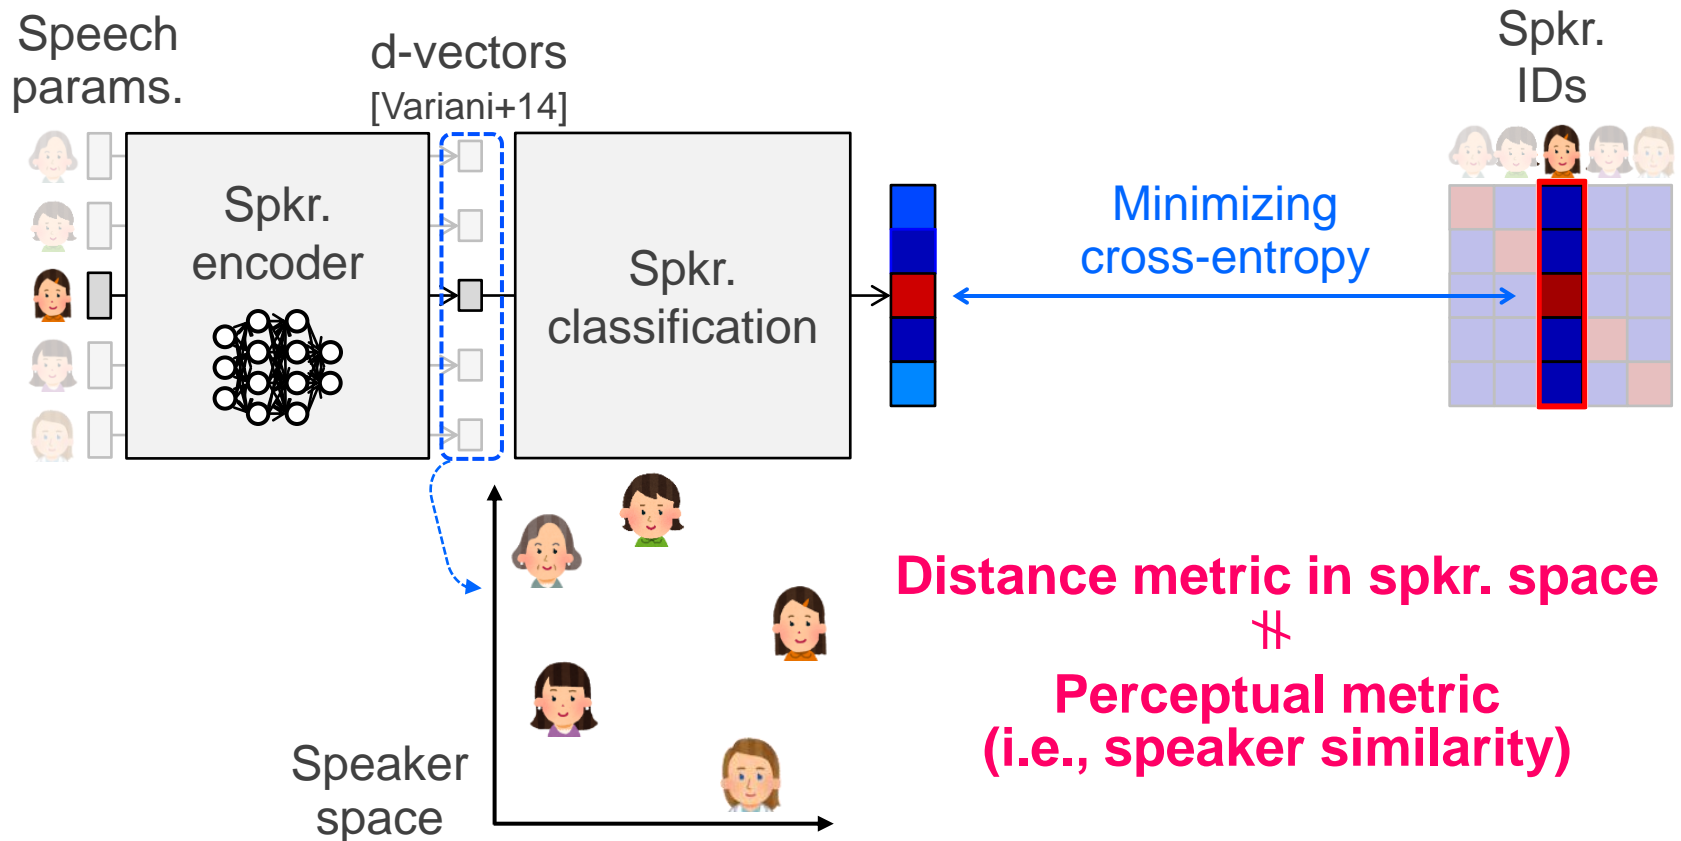 Speech
params.
d-vectors
[Variani+14]
Spkr.
IDs
Spkr.
encoder
Spkr.
classification
Minimizing
cross-entropy
Distance metric in spkr. space
≠
Perceptual metric
(i.e., speaker similarity)
Speaker
space